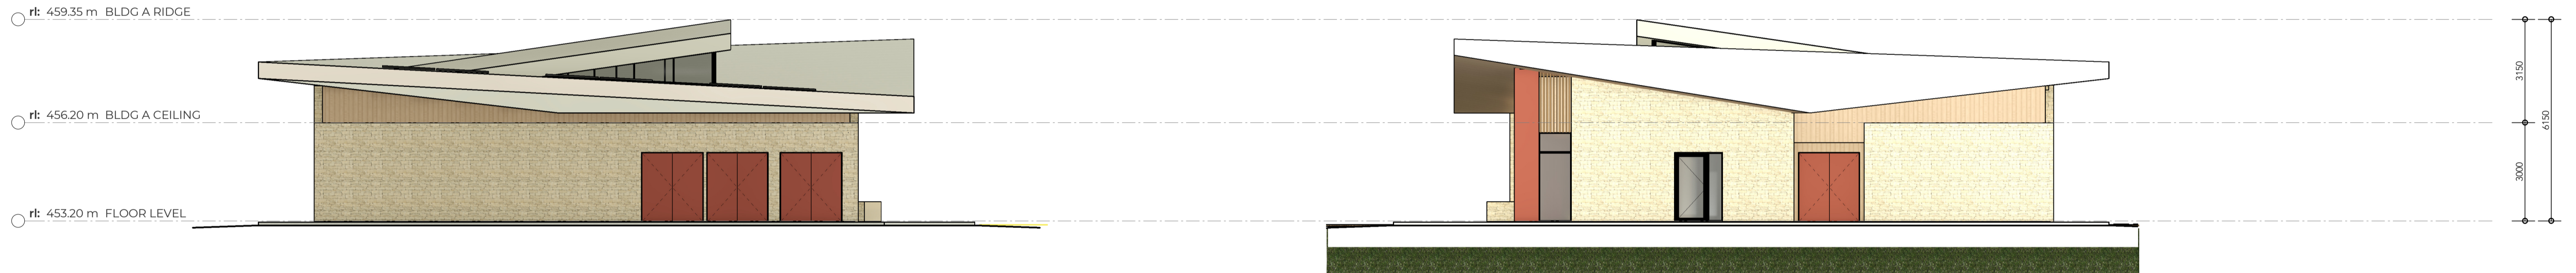 rl: 459.35 m BLDG A RIDGE
rl: 456.20 m BLDG A CEILING
rl: 453.20 m FLOOR LEVEL
3150
3000
6150